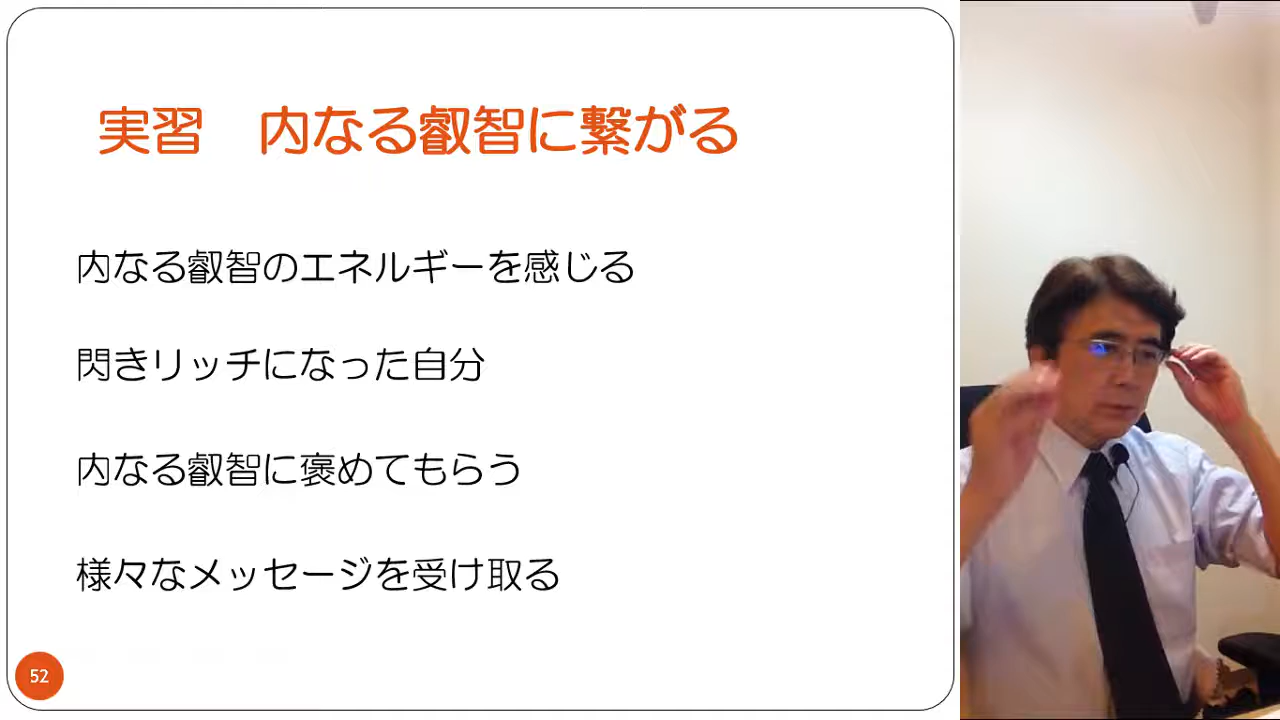 実習　内なる叡智に繋がる
内なる叡智のエネルギーを感じる
閃きリッチになった自分
内なる叡智に褒めてもらう
様々なメッセージを受け取る
52